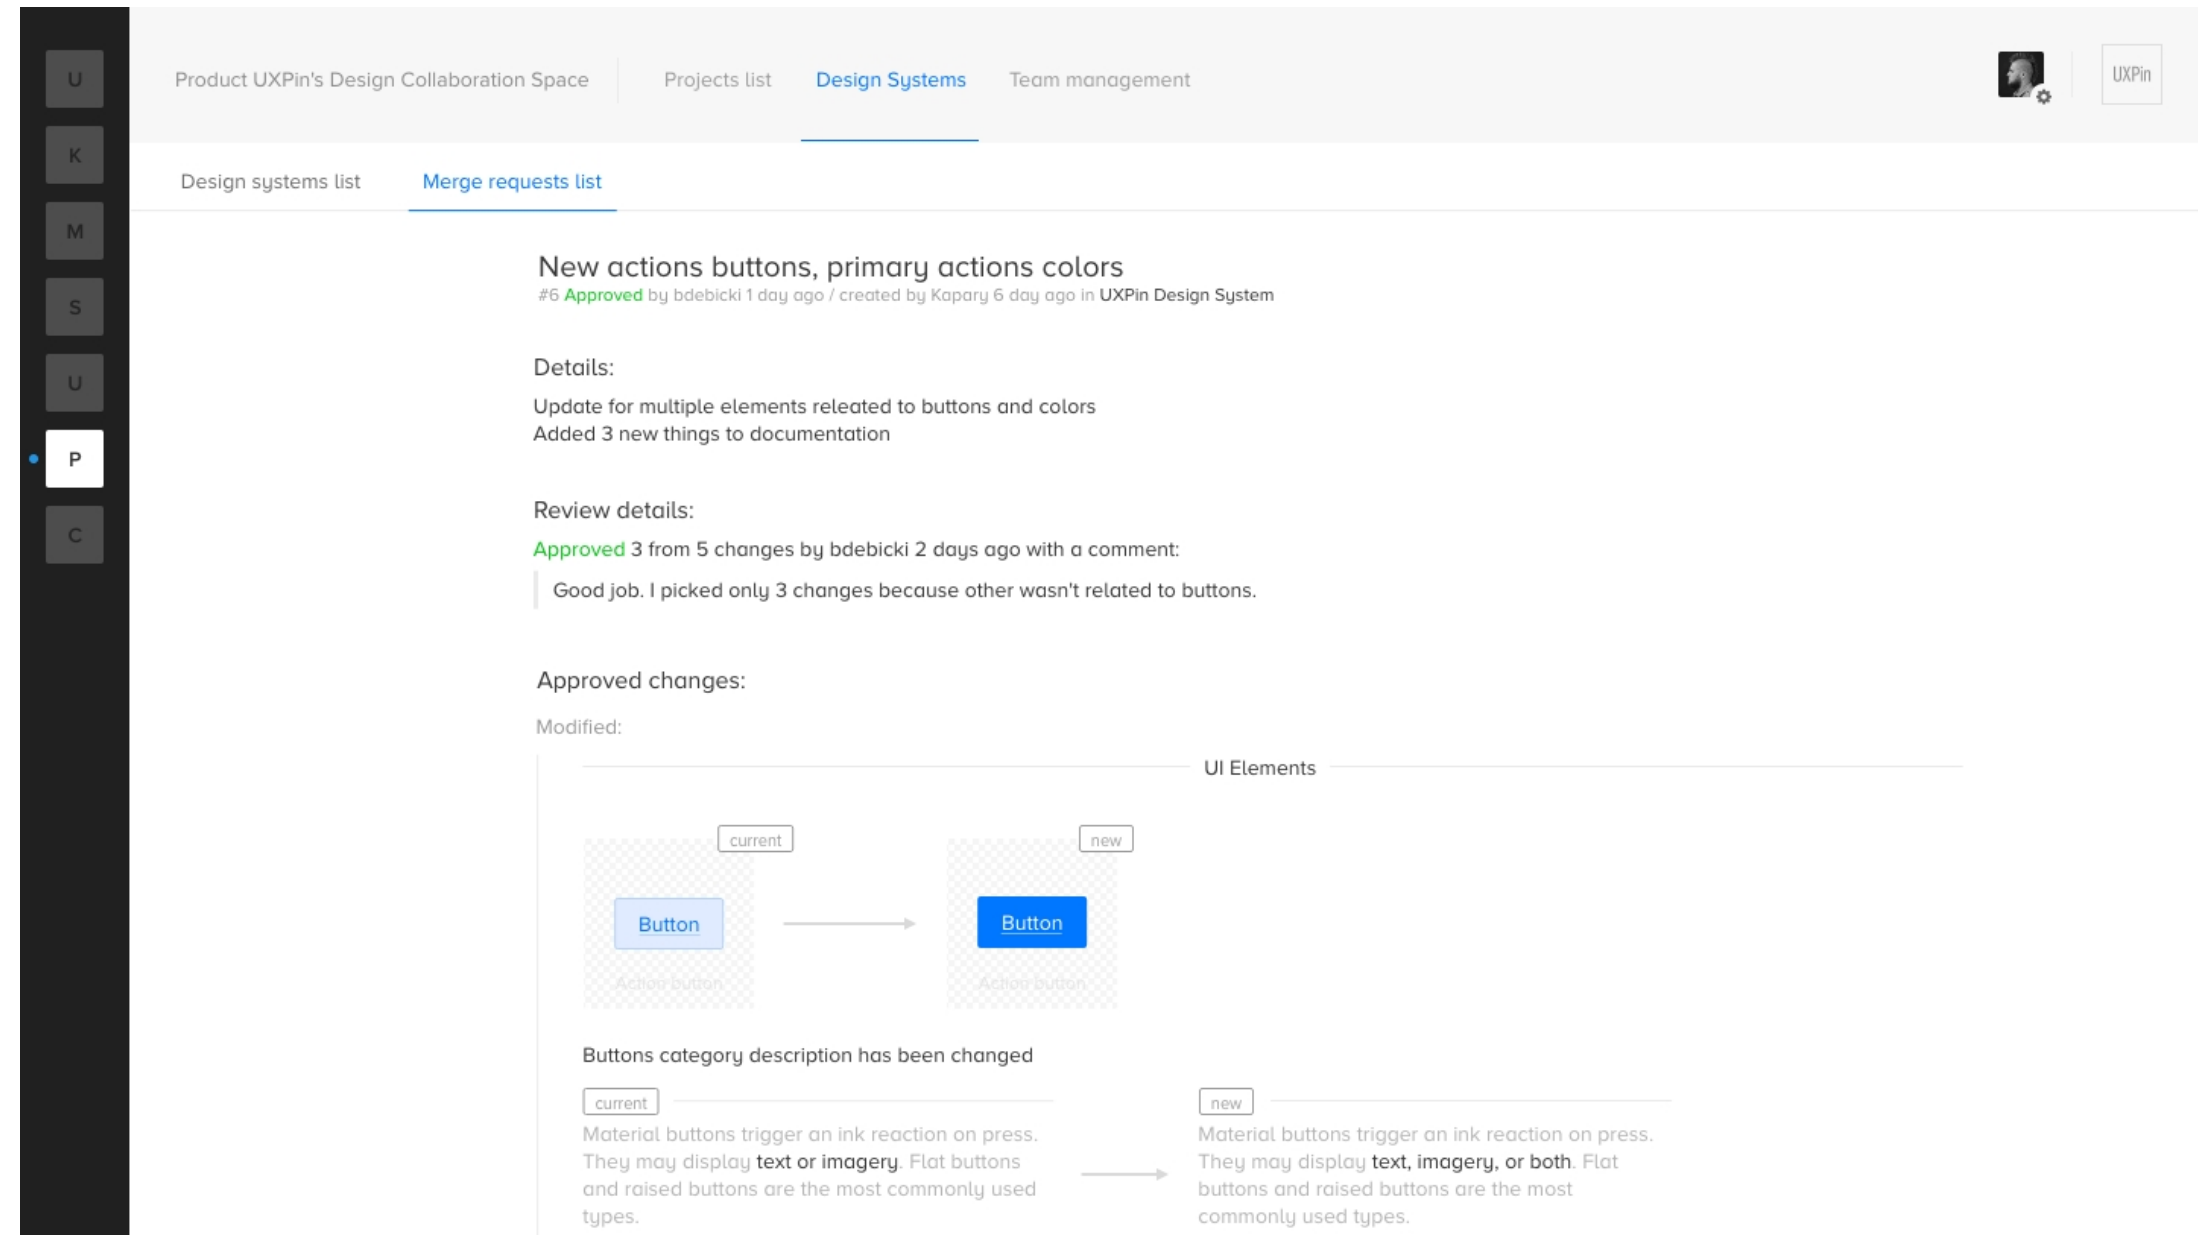 U
K
M
S
U
P
C
Product UXPin's Design Collaboration Space
Projects list
Design Systems
Team management
UXPin
Design systems list
Merge requests list
New actions buttons, primary actions colors
#6 Approved by bdebicki 1 day ago / created by Kapary 6 day ago in UXPin Design System
Details:
Update for multiple elements releated to buttons and colors
Added 3 new things to documentation
Review details:
Approved 3 from 5 changes by bdebicki 2 days ago with a comment:
Good job. I picked only 3 changes because other wasn't related to buttons.
Approved changes:
Modified:
UI Elements
current
new
Button
Button
Action button
Action button
Buttons category description has been changed
current
Material buttons trigger an ink reaction on press.
They may display text or imagery. Flat buttons
and raised buttons are the most commonly used
types.
new
Material buttons trigger an ink reaction on press.
They may display text, imagery, or both. Flat
buttons and raised buttons are the most
commonly used types.